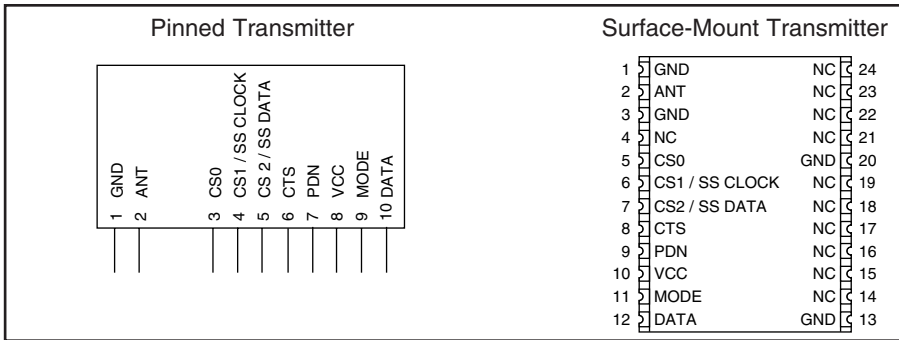 Pinned Transmitter
1 GND
2 ANT
3 CS0
4 CS1 / SS CLOCK
5 CS 2 / SS DATA
6 CTS
7 PDN
8 VCC
9 MODE
10 DATA
Surface-Mount Transmitter
1 GND NC 24
2 ANT NC 23
3 GND NC 22
4 NC NC 21
5 CS0 GND 20
6 CS1 / SS CLOCK NC 19
7 CS2 / SS DATA NC 18
8 CTS NC 17
9 PDN NC 16
10 VCC NC 15
11 MODE NC 14
12 DATA GND 13